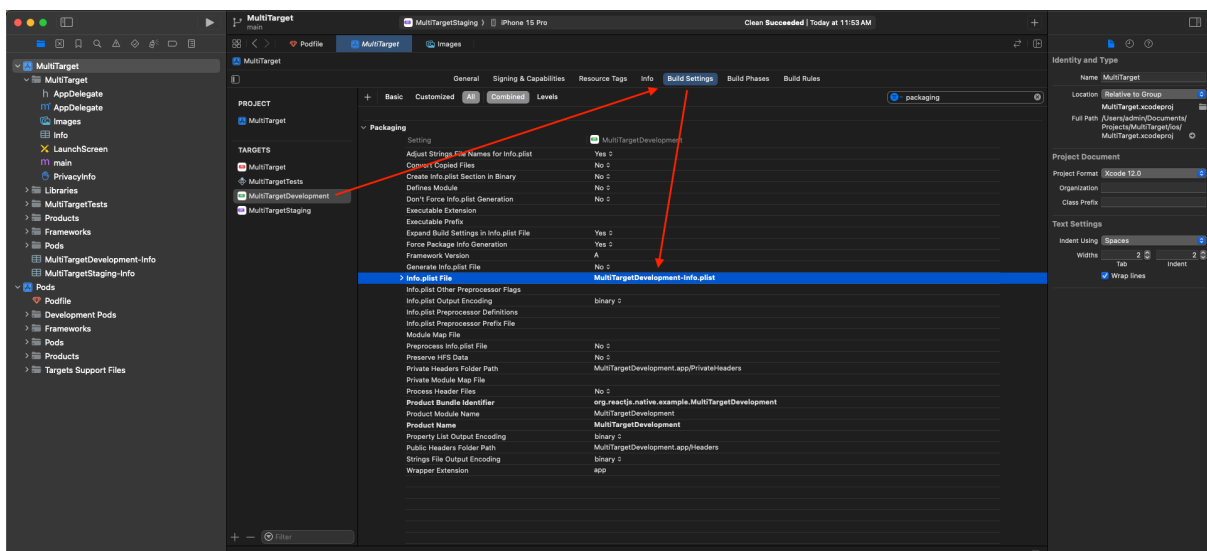 MultiTarget
main
MultiTargetStaging
iPhone 15 Pro
Clean Succeeded | Today at 11:53 AM
Podfile
MultiTarget
Images
MultiTarget
General
Signing & Capabilities
Resource Tags
Info
Build Settings
Build Phases
Build Rules
MultiTarget
MultiTarget
AppDelegate
AppDelegate
Images
Info
LaunchScreen
main
PrivacyInfo
Libraries
MultiTargetTests
Products
Frameworks
Pods
MultiTargetDevelopment-Info
MultiTargetStaging-Info
Pods
Podfile
Development Pods
Frameworks
Pods
Products
Targets Support Files
PROJECT
MultiTarget
TARGETS
MultiTarget
MultiTargetTests
MultiTargetDevelopment
MultiTargetStaging
Filter
Basic Customized All Combined Levels
packaging
Packaging
Setting MultiTargetDevelopment
Adjust Strings File Names for Info.plist Yes
Convert Copied Files No
Create Info.plist Section in Binary No
Defines Module No
Don't Force Info.plist Generation No
Executable Extension
Executable Prefix
Expand Build Settings in Info.plist File Yes
Force Package Info Generation Yes
Framework Version A
Generate Info.plist File No
Info.plist File MultiTargetDevelopment-Info.plist
Info.plist Other Preprocessor Flags
Info.plist Output Encoding binary
Info.plist Preprocessor Definitions
Info.plist Preprocessor Prefix File
Module Map File
Preprocess Info.plist File No
Preserve HFS Data No
Private Headers Folder Path MultiTargetDevelopment.app/PrivateHeaders
Private Module Map File
Process Header Files No
Product Bundle Identifier org.reactjs.native.example.MultiTargetDevelopment
Product Module Name MultiTargetDevelopment
Product Name MultiTargetDevelopment
Property List Output Encoding binary
Public Headers Folder Path MultiTargetDevelopment.app/Headers
Strings File Output Encoding binary
Wrapper Extension app
Identity and Type
Name MultiTarget
Location Relative to Group
MultiTarget.xcodeproj
Full Path /Users/admin/Documents/
Projects/MultiTarget/ios/
MultiTarget.xcodeproj
Project Document
Project Format Xcode 12.0
Organization
Class Prefix
Text Settings
Indent Using Spaces
Widths 2 2
Tab Indent
Wrap lines